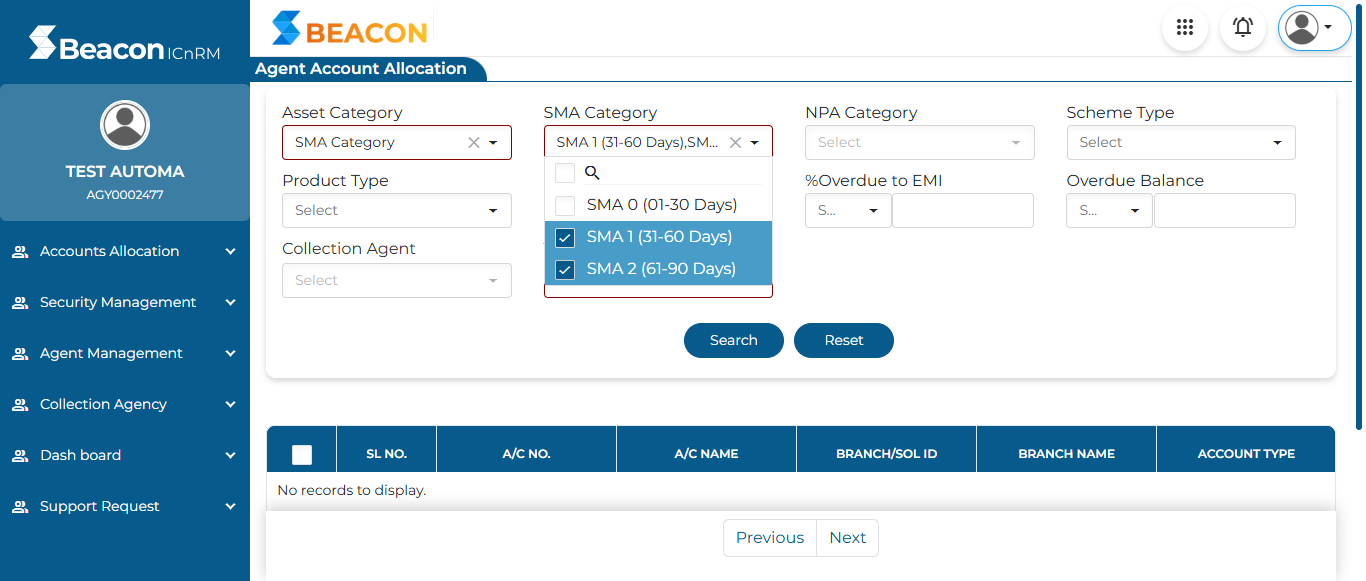 Beacon ICnRM
BEACON
Agent Account Allocation
TEST AUTOMA
AGY0002477
Accounts Allocation
Security Management
Agent Management
Collection Agency
Dash board
Support Request
Asset Category
SMA Category
SMA Category
SMA 1 (31-60 Days),SM...
SMA 0 (01-30 Days)
SMA 1 (31-60 Days)
SMA 2 (61-90 Days)
NPA Category
Select
Scheme Type
Select
Product Type
Select
%Overdue to EMI
S...
Overdue Balance
S...
Collection Agent
Select
Search Reset
SL NO. A/C NO. A/C NAME BRANCH/SOL ID BRANCH NAME ACCOUNT TYPE
No records to display.
Previous Next